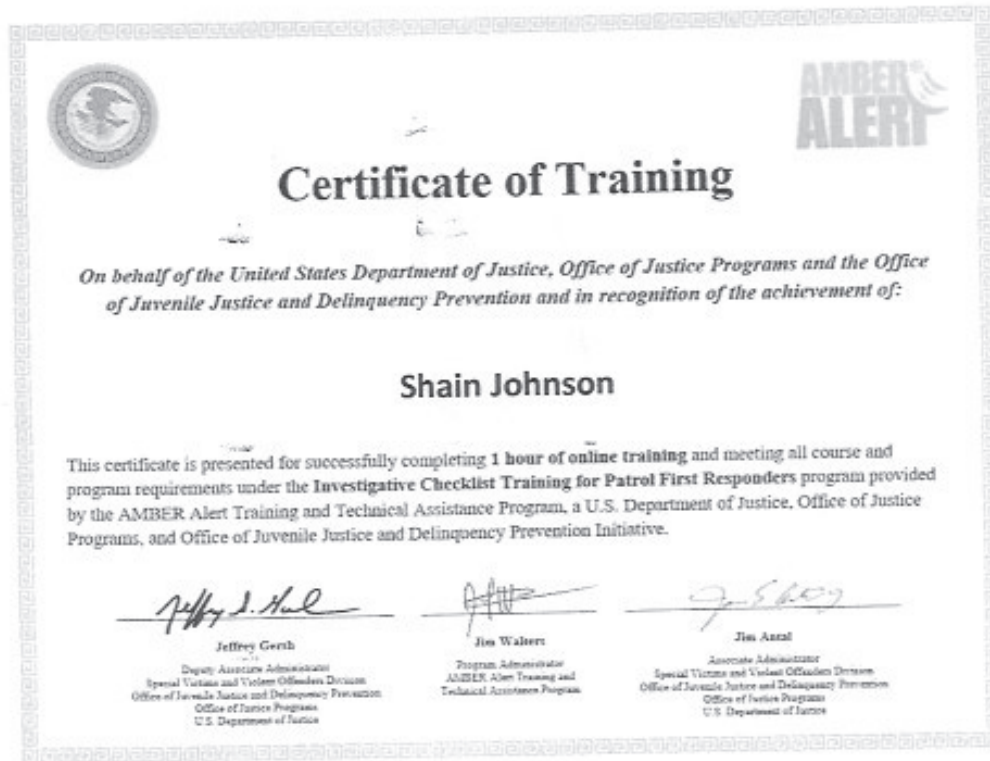 AMBER
ALERT
Certificate of Training
On behalf of the United States Department of Justice, Office of Justice Programs and the Office
of Juvenile Justice and Delinquency Prevention and in recognition of the achievement of:
Shain Johnson
This certificate is presented for successfully completing 1 hour of online training and meeting all course and
program requirements under the Investigative Checklist Training for Patrol First Responders program provided
by the AMBER Alert Training and Technical Assistance Program, a U.S. Department of Justice, Office of Justice
Programs, and Office of Juvenile Justice and Delinquency Prevention Initiative.
Jeffrey Gersh
Deputy Associate Administrator
Special Victims and Violent Offenders Division
Office of Juvenile Justice and Delinquency Prevention
Office of Justice Programs
U.S. Department of Justice
Jim Walters
Program Administrator
AMBER Alert Training and
Technical Assistance Program
Jim Antal
Associate Administrator
Special Victims and Violent Offenders Division
Office of Juvenile Justice and Delinquency Prevention
Office of Justice Programs
U.S. Department of Justice